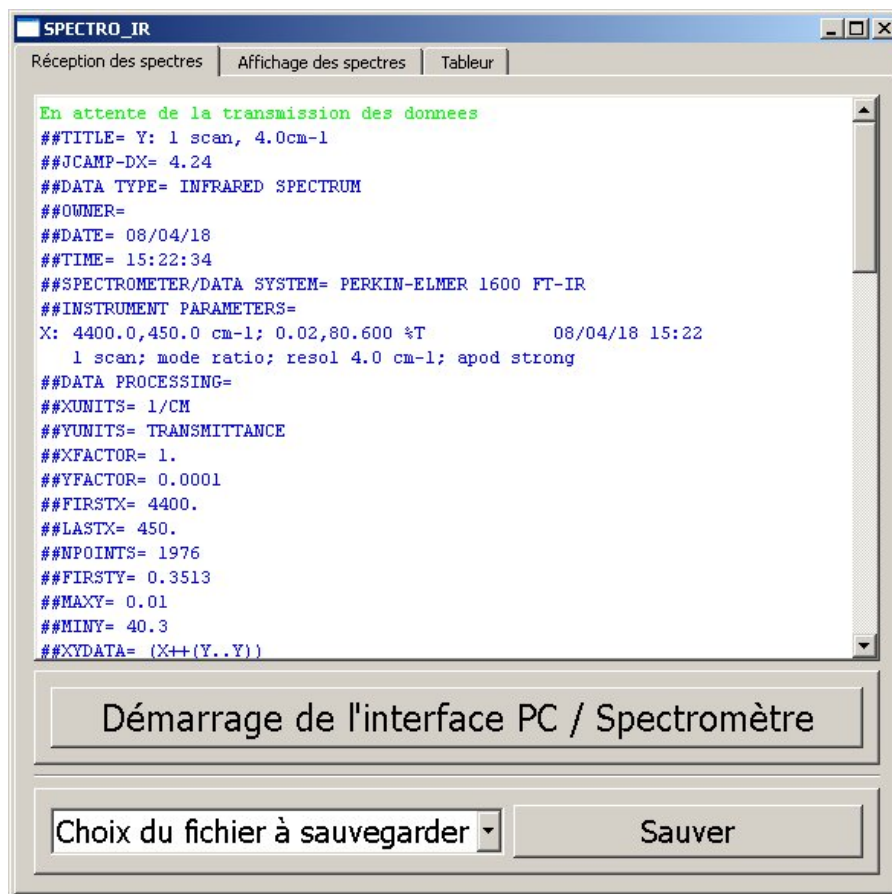 SPECTRO_IR
Réception des spectres
Affichage des spectres
Tableur
En attente de la transmission des donnees
##TITLE= Y: 1 scan, 4.0cm-1
##JCAMP-DX= 4.24
##DATA TYPE= INFRARED SPECTRUM
##OWNER=
##DATE= 08/04/18
##TIME= 15:22:34
##SPECTROMETER/DATA SYSTEM= PERKIN-ELMER 1600 FT-IR
##INSTRUMENT PARAMETERS=
X: 4400.0,450.0 cm-1; 0.02,80.600 %T 08/04/18 15:22
1 scan; mode ratio; resol 4.0 cm-1; apod strong
##DATA PROCESSING=
##XUNITS= 1/CM
##YUNITS= TRANSMITTANCE
##XFACTOR= 1.
##YFACTOR= 0.0001
##FIRSTX= 4400.
##LASTX= 450.
##NPOINTS= 1976
##FIRSTY= 0.3513
##MAXY= 0.01
##MINY= 40.3
##XYDATA= (X++(Y..Y))
Démarrage de l'interface PC / Spectromètre
Choix du fichier à sauvegarder
Sauver